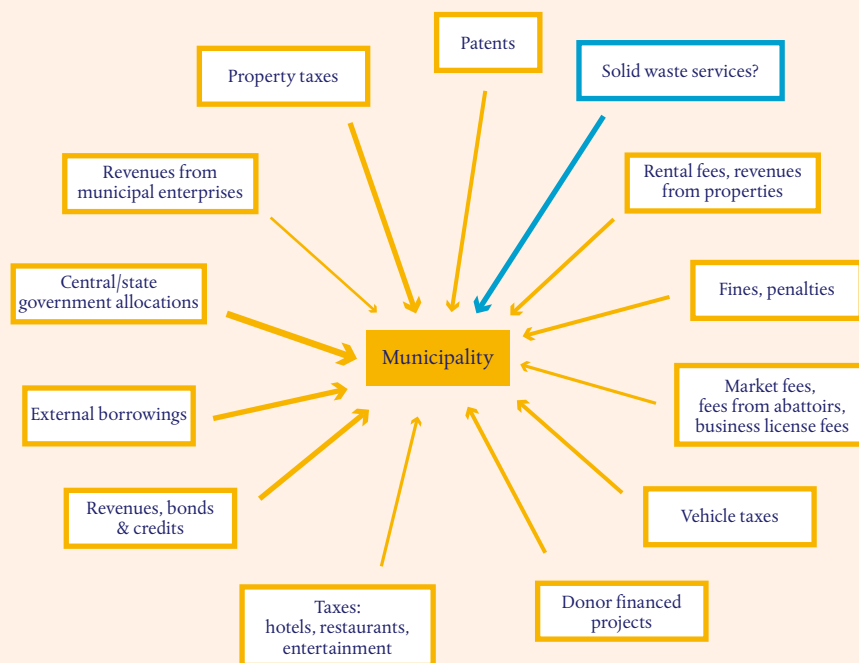 Patents
Solid waste services?
Property taxes
Revenues from
municipal enterprises
Rental fees, revenues
from properties
Central/state
government allocations
Fines, penalties
Municipality
Market fees,
fees from abattoirs,
business license fees
External borrowings
Revenues, bonds
& credits
Vehicle taxes
Taxes:
hotels, restaurants,
entertainment
Donor financed
projects